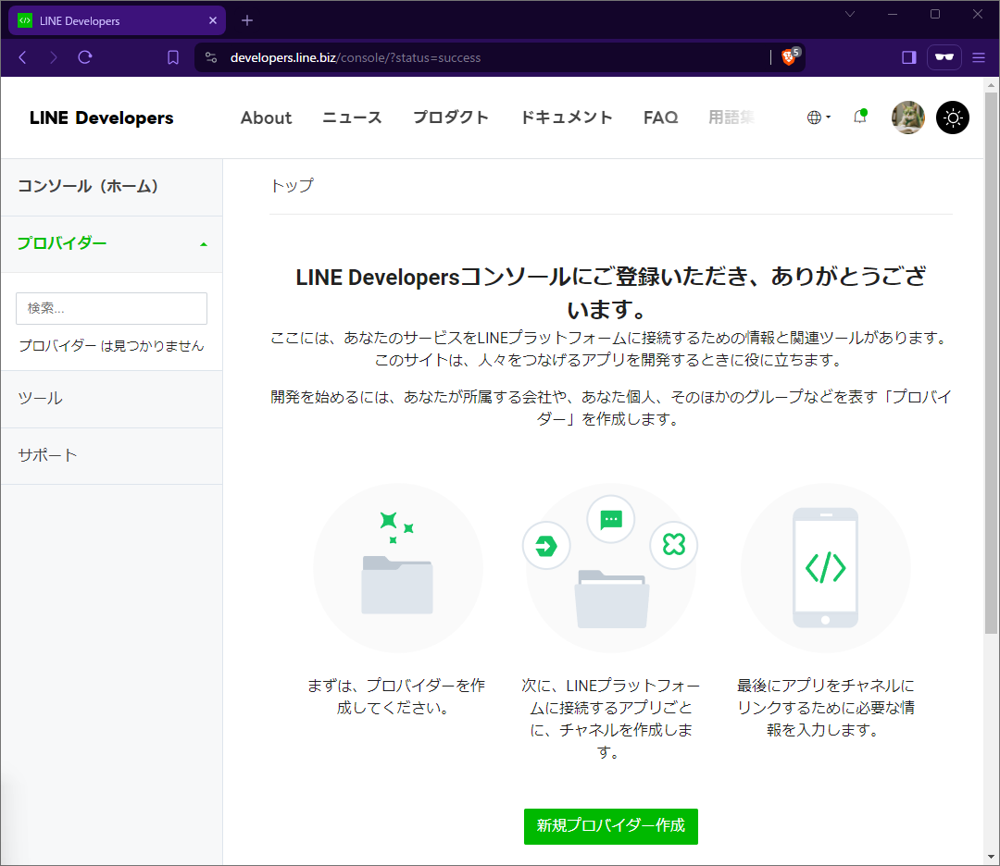 LINE Developers
developers.line.biz/console/?status=success
5
LINE Developers
About
ニュース
プロダクト
ドキュメント
FAQ
用語集
コンソール（ホーム）
プロバイダー
検索...
プロバイダー は見つかりません
ツール
サポート
トップ
LINE Developersコンソールにご登録いただき、ありがとうござ
います。
ここには、あなたのサービスをLINEプラットフォームに接続するための情報と関連ツールがあります。
このサイトは、人々をつなげるアプリを開発するときに役に立ちます。
開発を始めるには、あなたが所属する会社や、あなた個人、そのほかのグループなどを表す「プロバイ
ダー」を作成します。
まずは、プロバイダーを作
成してください。
次に、LINEプラットフォー
ムに接続するアプリごと
に、チャネルを作成しま
す。
最後にアプリをチャネルに
リンクするために必要な情
報を入力します。
新規プロバイダー作成